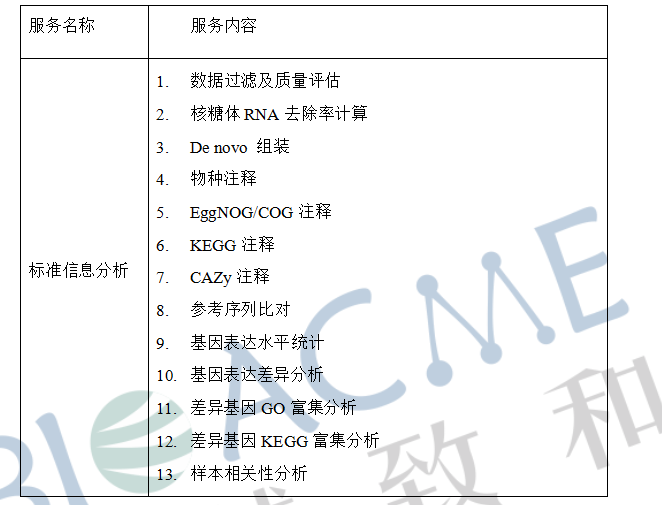 服务名称
服务内容
标准信息分析
1. 数据过滤及质量评估
2. 核糖体 RNA 去除率计算
3. De novo 组装
4. 物种注释
5. EggNOG/COG 注释
6. KEGG 注释
7. CAZy 注释
8. 参考序列比对
9. 基因表达水平统计
10. 基因表达差异分析
11. 差异基因 GO 富集分析
12. 差异基因 KEGG 富集分析
13. 样本相关性分析
BIOACME
致和